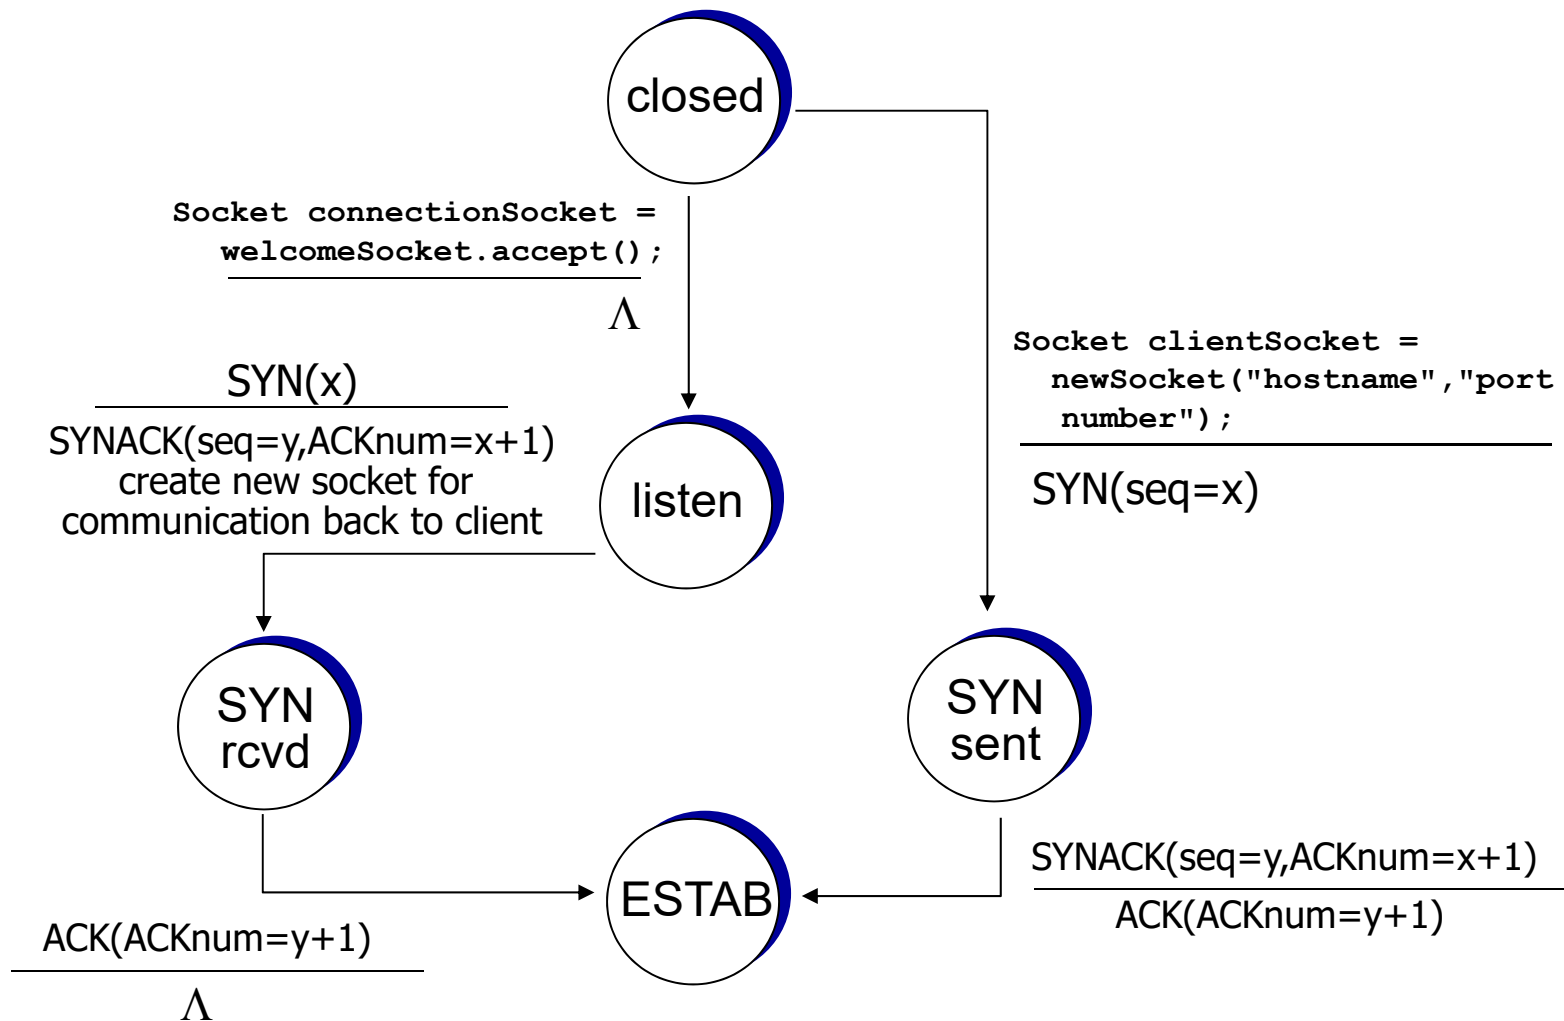 closed
Socket connectionSocket =
welcomeSocket.accept();
Λ
Socket clientSocket =
newSocket("hostname","port
number");
SYN(seq=x)
SYN(x)
SYNACK(seq=y,ACKnum=x+1)
create new socket for
communication back to client
listen
SYN
rcvd
SYN
sent
ESTAB
SYNACK(seq=y,ACKnum=x+1)
ACK(ACKnum=y+1)
ACK(ACKnum=y+1)
Λ